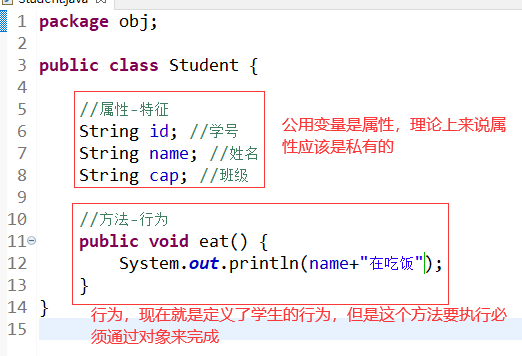 Student.java
1 package obj;
2
3 public class Student {
4
5 //属性-特征
6 String id; //学号
7 String name; //姓名
8 String cap; //班级
9
10 //方法-行为
11 public void eat() {
12 System.out.println(name+"在吃饭");
13 }
14 }
15
公用变量是属性，理论上来说属
性应该是私有的
行为，现在就是定义了学生的行为，但是这个方法要执行必
须通过对象来完成